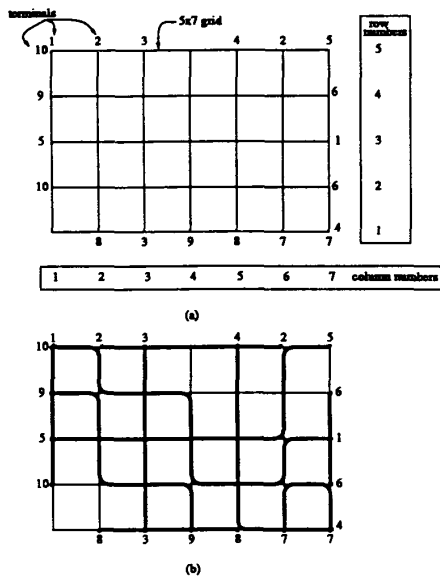 terminals
5x7 grid
row numbers
10 1 2 3 4 2 5
5
9 6
4
5 1
3
10 6
2
4
1
8 3 9 8 7 7
1 2 3 4 5 6 7 column numbers
(a)
1 2 3 4 2 5
10
9 6
5 1
10 6
4
8 3 9 8 7 7
(b)